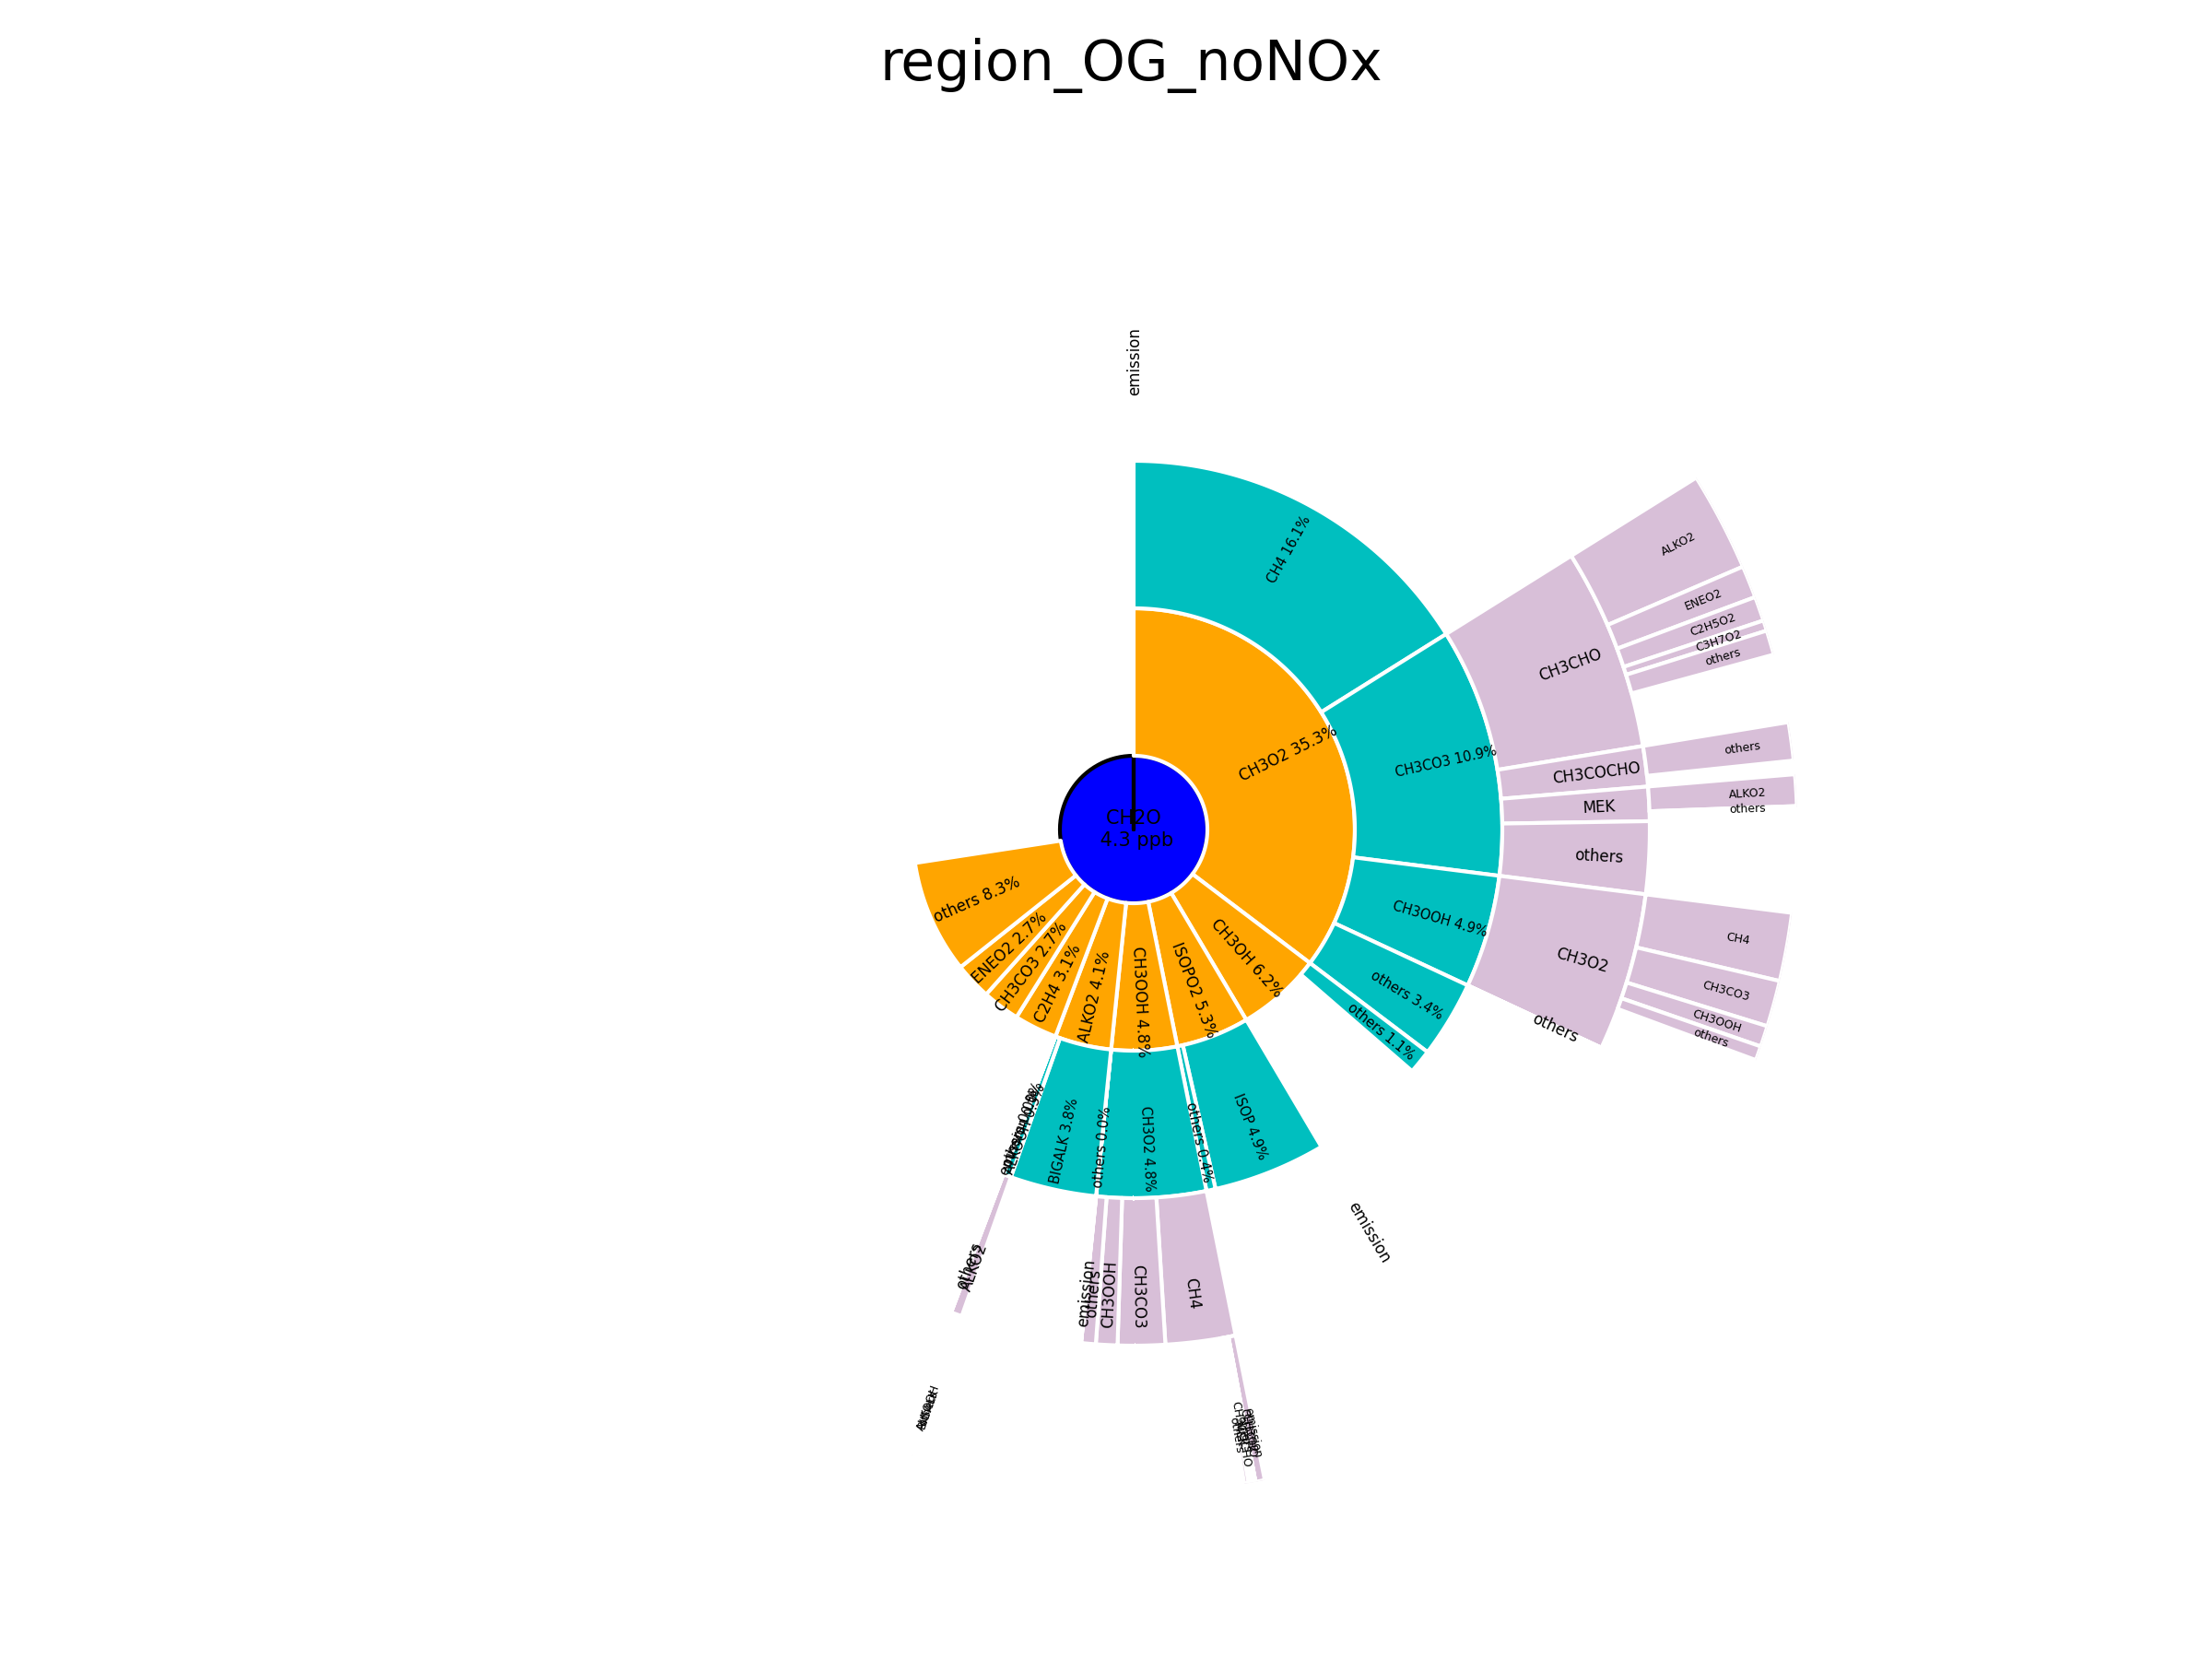 region_OG_noNOx
emission
CH4 16.1%
ALKO2
ENEO2
C2H5O2
C3H7O2
others
CH3CHO
CH3O2 35.3%
CH3CO3 10.9%
CH3COCHO
others
MEK
ALKO2
others
others
CH2O
4.3 ppb
CH3OOH 4.9%
CH3O2
CH4
CH3CO3
CH3OOH
others
others
others 3.4%
others 1.1%
CH3OH 6.2%
ISOPO2 5.3%
CH3OOH 4.8%
ALKO2 4.1%
C2H4 3.1%
CH3CO3 2.7%
ENEO2 2.7%
others 8.3%
ISOP 4.9%
others 0.4%
CH3O2 4.8%
others 0.0%
BIGALK 3.8%
emission
others
ALKO2
emission
others
CH3OOH
CH3CO3
CH4
emission
others